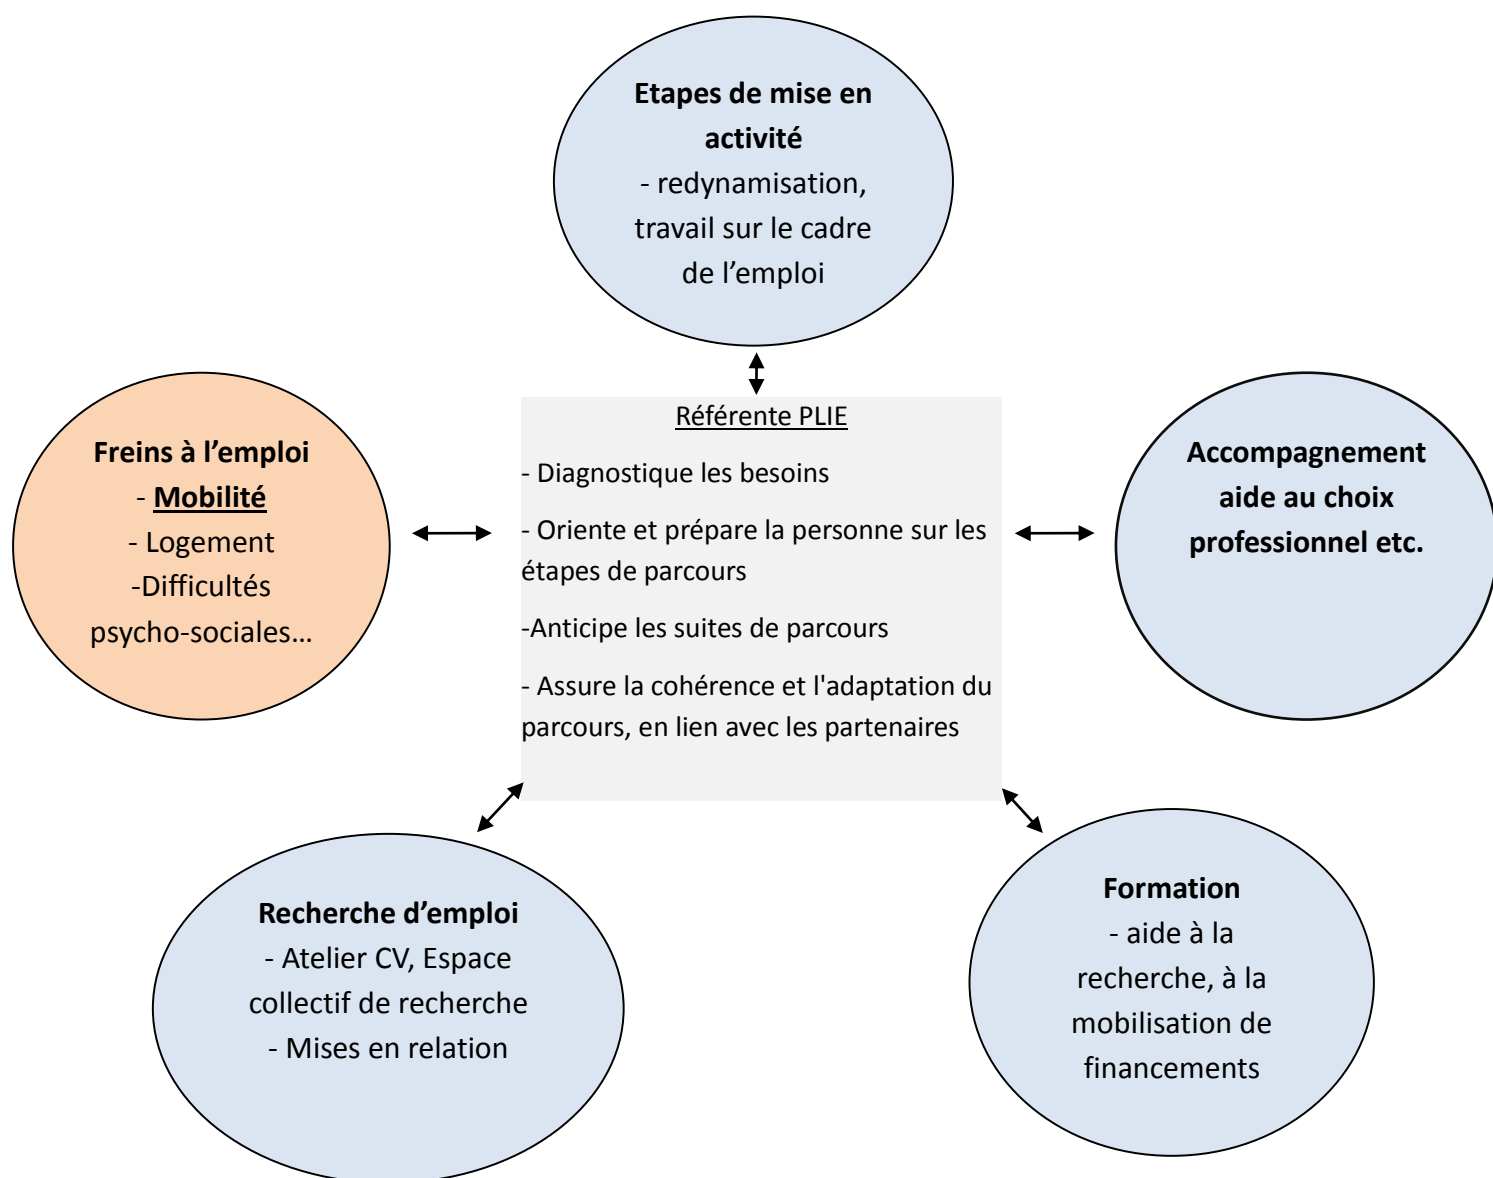 Etapes de mise en
activité
- redynamisation,
travail sur le cadre
de l’emploi
Freins à l’emploi
- Mobilité
- Logement
-Difficultés
psycho-sociales…
Référente PLIE
- Diagnostique les besoins
- Oriente et prépare la personne sur les
étapes de parcours
-Anticipe les suites de parcours
- Assure la cohérence et l'adaptation du
parcours, en lien avec les partenaires
Accompagnement
aide au choix
professionnel etc.
Recherche d’emploi
- Atelier CV, Espace
collectif de recherche
- Mises en relation
Formation
- aide à la
recherche, à la
mobilisation de
financements